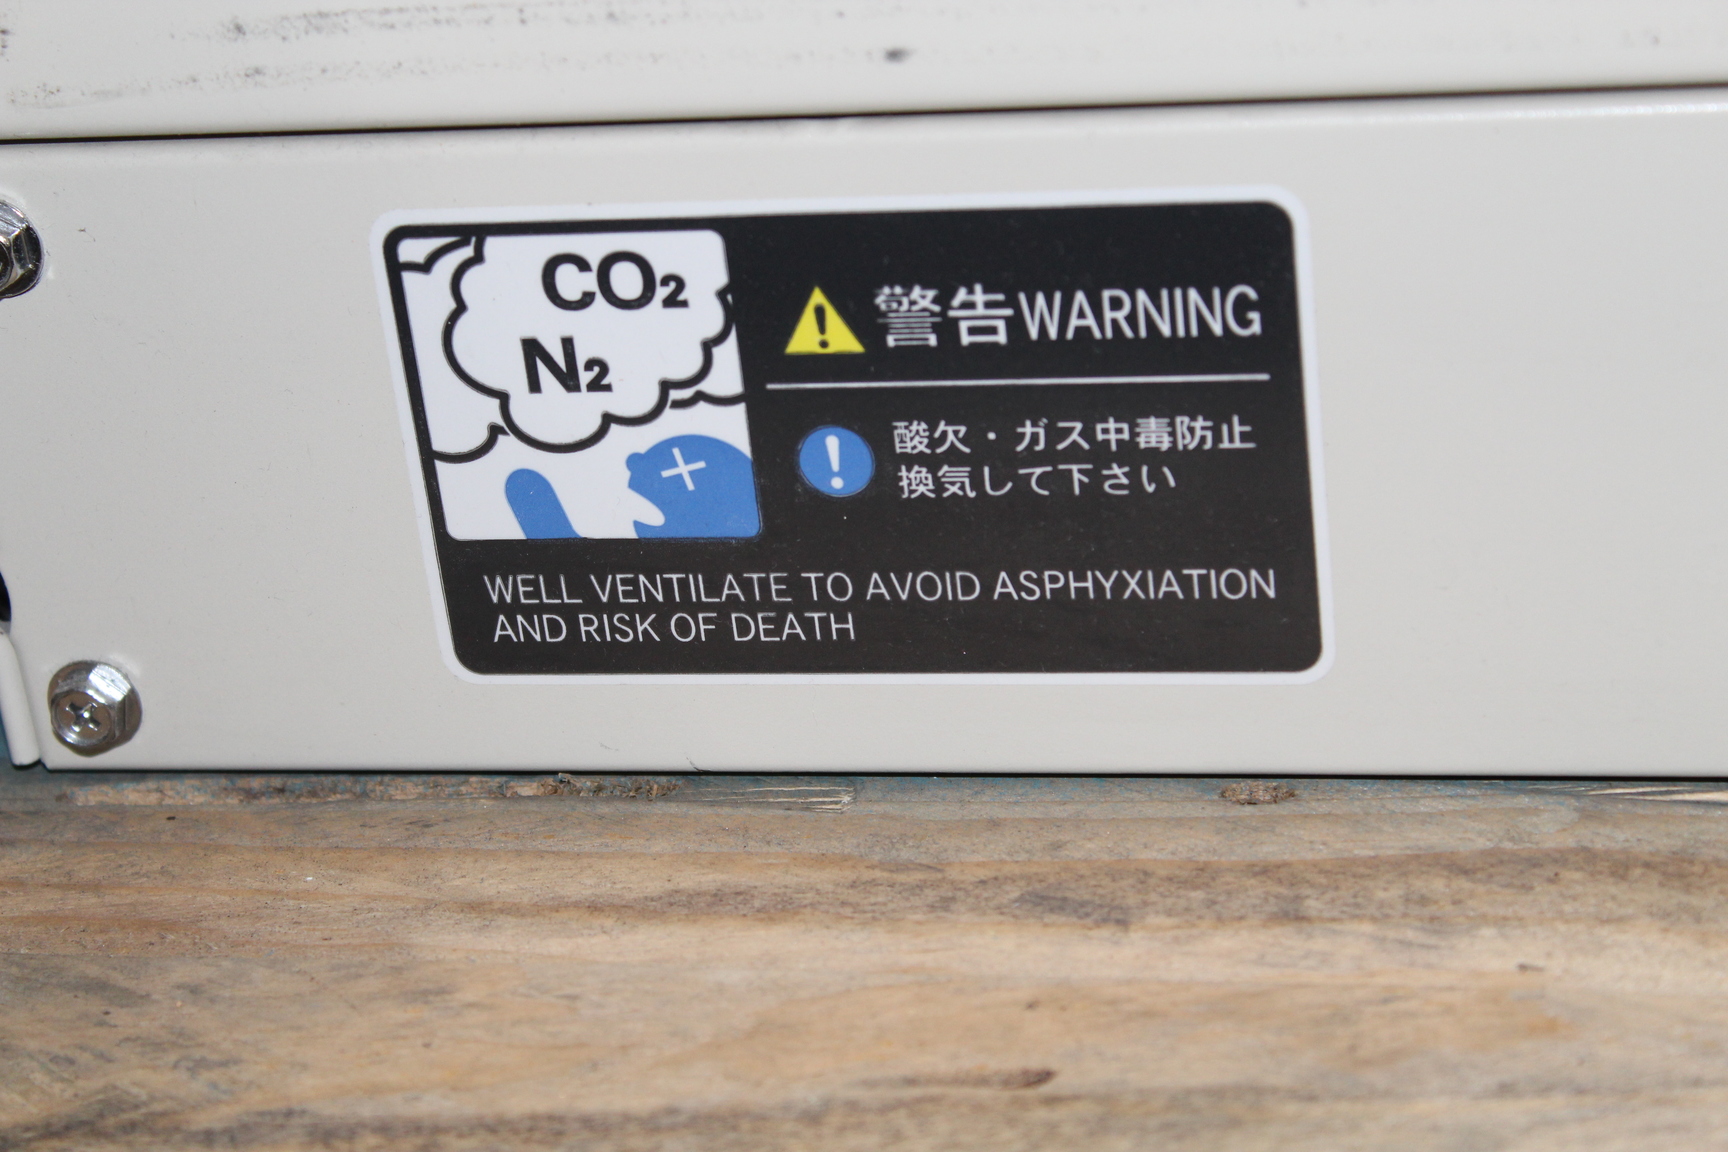 CO₂
N₂
警告WARNING
酸欠・ガス中毒防止
換気して下さい
WELL VENTILATE TO AVOID ASPHYXIATION
AND RISK OF DEATH